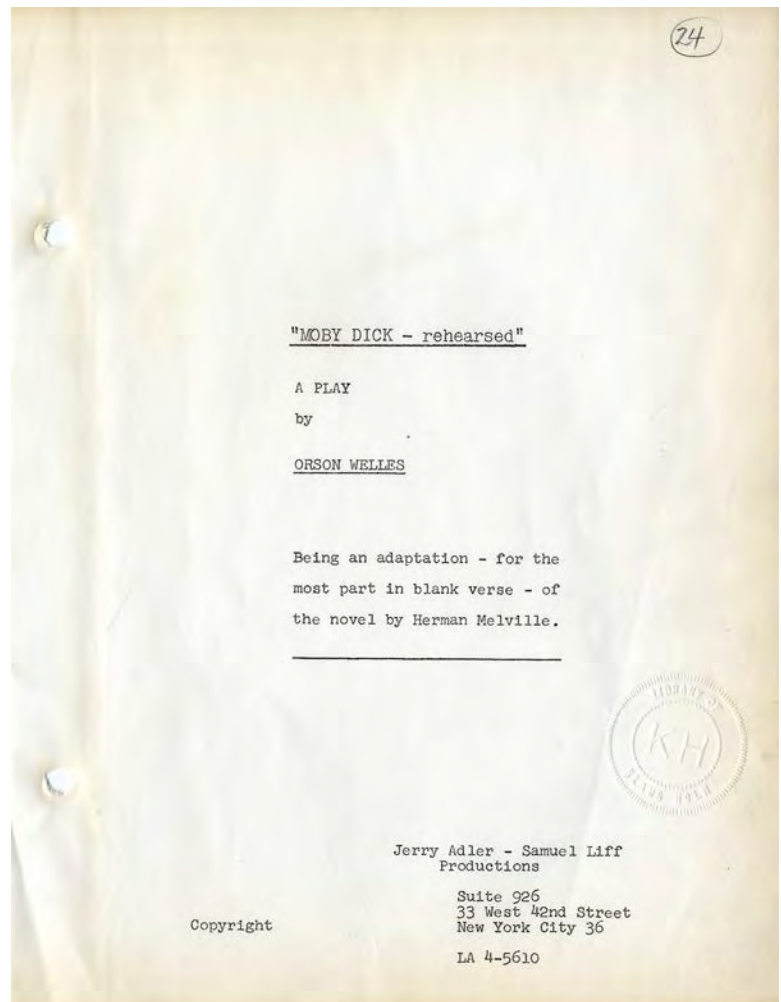 24
"MOBY DICK - rehearsed"
A PLAY
by
ORSON WELLES
Being an adaptation - for the
most part in blank verse - of
the novel by Herman Melville.
LIBRARY OF
KH
Jerry Adler - Samuel Liff
Productions
Suite 926
33 West 42nd Street
Copyright
New York City 36
LA 4-5610